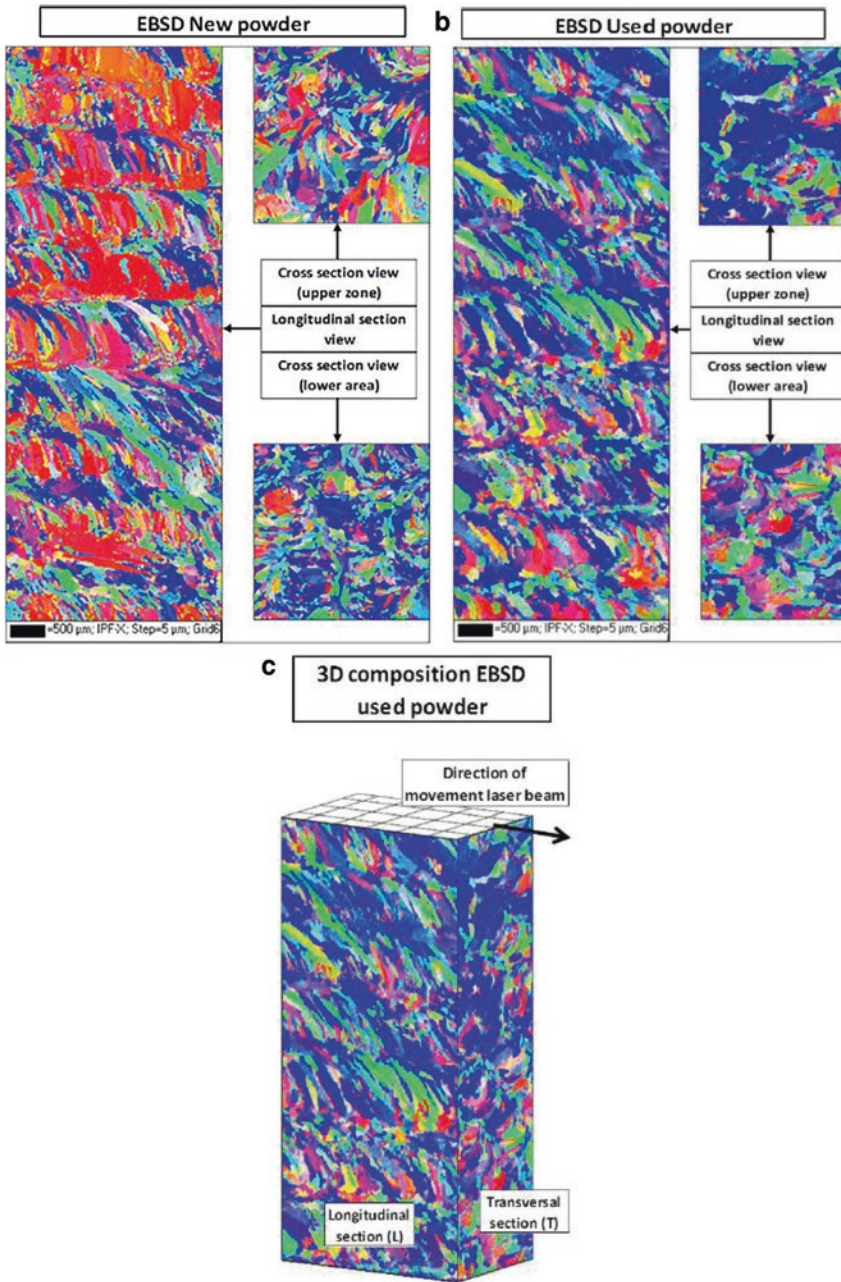 EBSD New powder
b
EBSD Used powder
Cross section view
(upper zone)
Longitudinal section
view
Cross section view
(lower area)
Cross section view
(upper zone)
Longitudinal section
view
Cross section view
(lower area)
=500 µm; IPF-X; Step=5 µm; Grid6
=500 µm; IPF-X; Step=5 µm; Grid6
c
3D composition EBSD
used powder
Direction of
movement laser beam
Longitudinal
section (L)
Transversal
section (T)